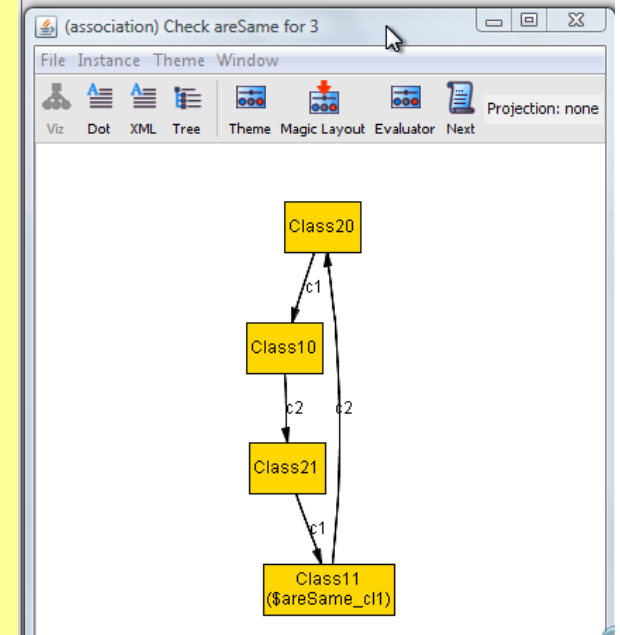 (association) Check areSame for 3
File Instance Theme Window
Viz Dot XML Tree Theme Magic Layout Evaluator Next Projection: none
Class20
c1
Class10
c2 c2
Class21
c1
Class11
($areSame_cl1)